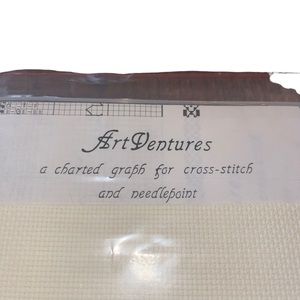 ArtVentures
a charted graph for cross-stitch
and needlepoint